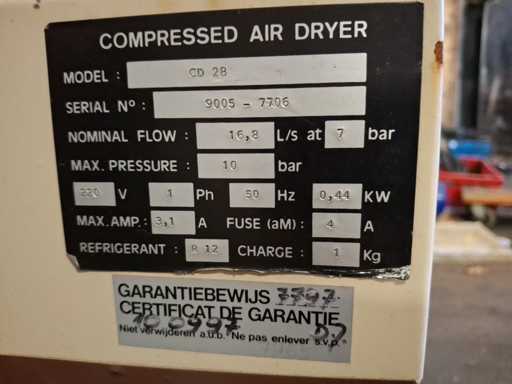 COMPRESSED AIR DRYER
MODEL : CD 28
SERIAL Nº : 9005 - 7706
NOMINAL FLOW : 16,8 L/s at 7 bar
MAX. PRESSURE : 10 bar
220 V 1 Ph 50 Hz 0,44 KW
MAX. AMP : 3,1 A FUSE (aM) : 4 A
REFRIGERANT : R 12 CHARGE : 1 Kg
GARANTIEBEWIJS
CERTIFICAT DE GARANTIE
Niet verwijderen a.u.b. Ne pas enlever s.v.p.